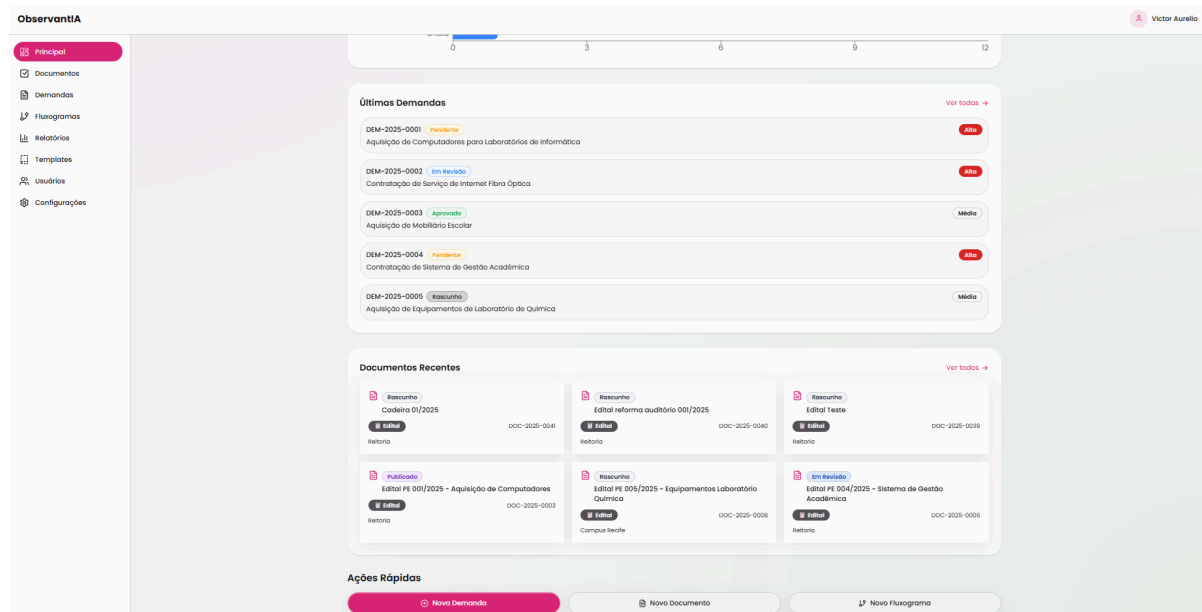 ObservantIA
Victor Aurelio
Principal
Documentos
Demandas
Fluxogramas
Relatórios
Templates
Usuários
Configurações
0 3 6 9 12
Últimas Demandas
Ver todas →
DEM-2025-0001 Pendente
Alta
Aquisição de Computadores para Laboratórios de Informática
DEM-2025-0002 Em Revisão
Alta
Contratação de Serviço de Internet Fibra Óptica
DEM-2025-0003 Aprovado
Média
Aquisição de Mobiliário Escolar
DEM-2025-0004 Pendente
Alta
Contratação de Sistema de Gestão Acadêmica
DEM-2025-0005 Rascunho
Média
Aquisição de Equipamentos de Laboratório de Química
Documentos Recentes
Ver todos →
Rascunho
Cadeira 01/2025
Edital DOC-2025-0041
Reitoria
Rascunho
Edital reforma auditório 001/2025
Edital DOC-2025-0040
Reitoria
Rascunho
Edital Teste
Edital DOC-2025-0039
Reitoria
Publicado
Edital PE 001/2025 - Aquisição de Computadores
Edital DOC-2025-0003
Reitoria
Rascunho
Edital PE 005/2025 - Equipamentos Laboratório
Química
Edital DOC-2025-0008
Campus Recife
Em Revisão
Edital PE 004/2025 - Sistema de Gestão
Acadêmica
Edital DOC-2025-0006
Reitoria
Ações Rápidas
Nova Demanda
Novo Documento
Novo Fluxograma